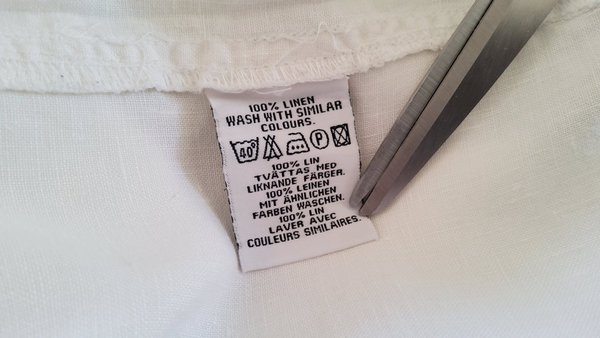 100% LINEN
WASH WITH SIMILAR
COLOURS.
40 P
100% LIN
TVÄTTAS MED
LIKNANDE FÄRGER.
100% LEINEN
MIT ÄHNLICHEN
FARBEN WASCHEN.
100% LIN
LAVER AVEC
COULEURS SIMILAIRES.